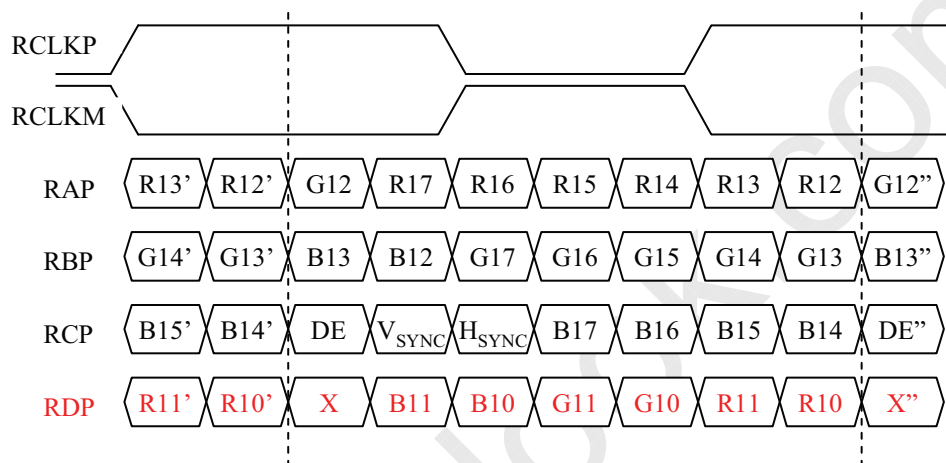 RCLKP
RCLKM
RAP R13’ R12’ G12 R17 R16 R15 R14 R13 R12 G12”
RBP G14’ G13’ B13 B12 G17 G16 G15 G14 G13 B13”
RCP B15’ B14’ DE VSYNC HSYNC B17 B16 B15 B14 DE”
RDP R11’ R10’ X B11 B10 G11 G10 R11 R10 X”